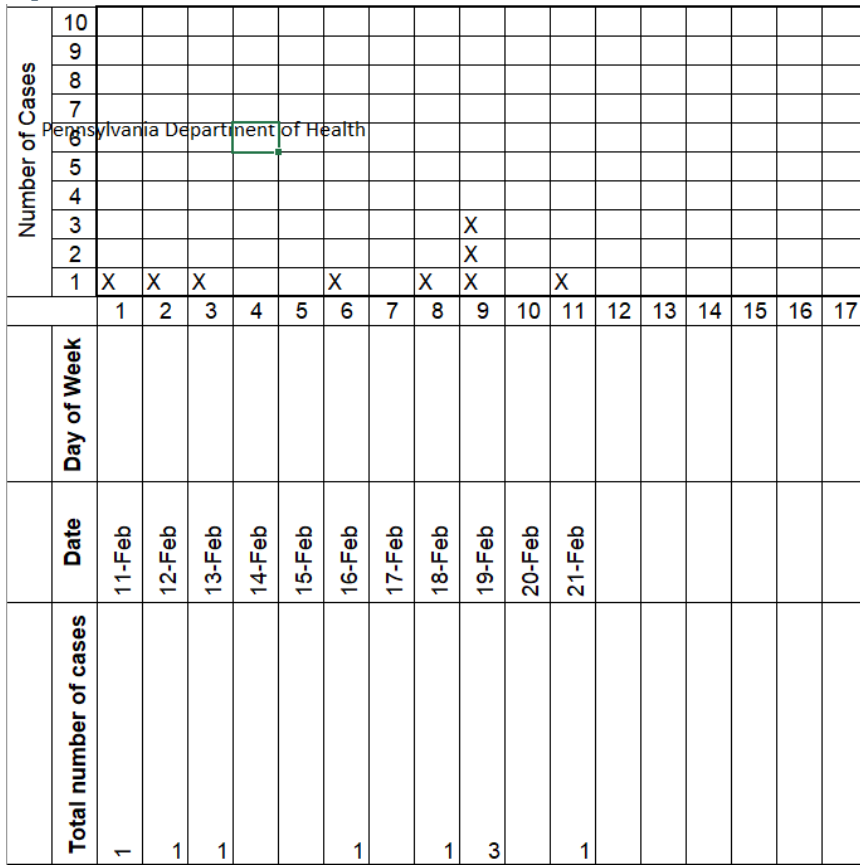 10
9
8
7
Pennsylvania Department of Health
6
5
4
3 X
2 X
1 X X X X X X X
Number of Cases
1 2 3 4 5 6 7 8 9 10 11 12 13 14 15 16 17
Day of Week
Date 11-Feb 12-Feb 13-Feb 14-Feb 15-Feb 16-Feb 17-Feb 18-Feb 19-Feb 20-Feb 21-Feb
Total number of cases 1 1 1 1 1 3 1